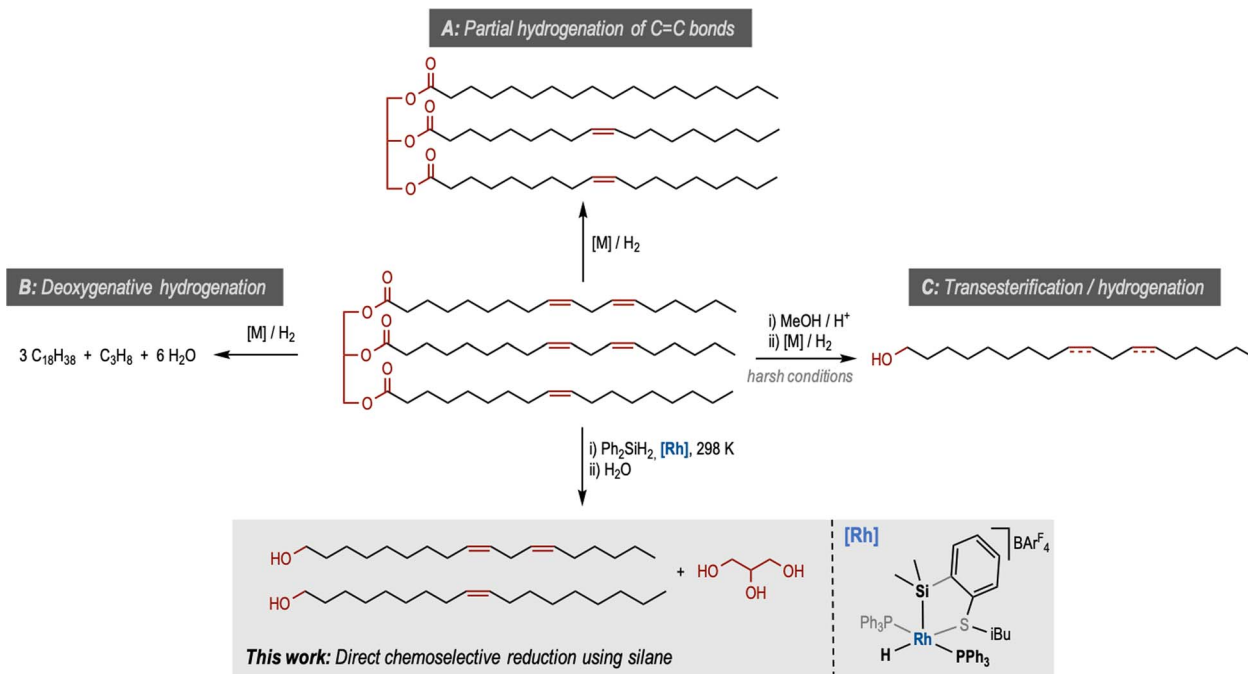 A: Partial hydrogenation of C=C bonds
O
O
O
O
O
O
[M] / H2
B: Deoxygenative hydrogenation
[M] / H2
3 C18H38 + C3H8 + 6 H2O
O
O
O
O
O
O
C: Transesterification / hydrogenation
i) MeOH / H+
ii) [M] / H2
harsh conditions
HO
i) Ph2SiH2, [Rh], 298 K
ii) H2O
HO
HO
+
HO
OH
OH
This work: Direct chemoselective reduction using silane
[Rh]
BArF4
Si
Ph3P
S
iBu
Rh
H
PPh3